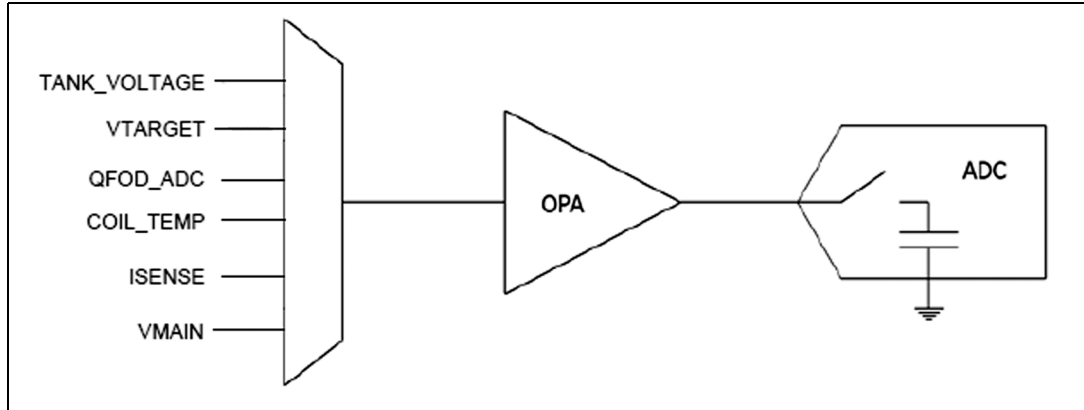 TANK_VOLTAGE
VTARGET
QFOD_ADC
COIL_TEMP
ISENSE
VMAIN
OPA
ADC